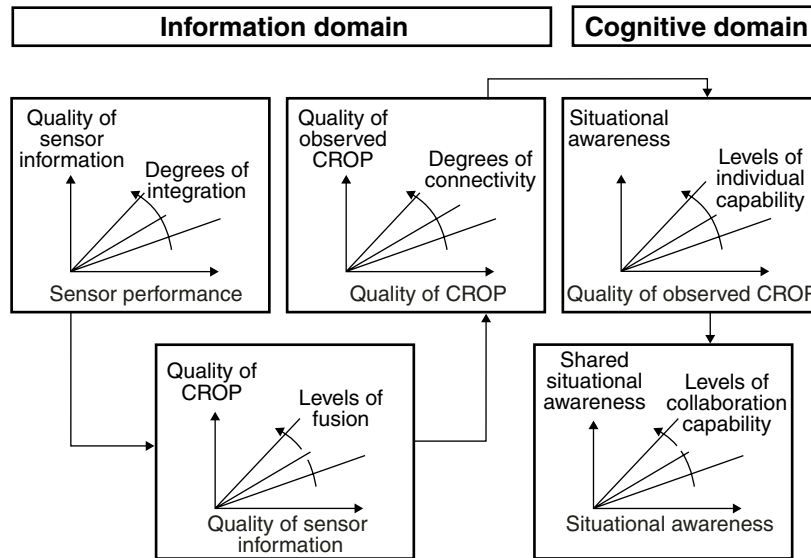 Information domain
Cognitive domain
Quality of
sensor
information
Degrees of
integration
Sensor performance
Quality of
observed
CROP
Degrees of
connectivity
Quality of CROP
Situational
awareness
Levels of
individual
capability
Quality of observed CROP
Quality of
CROP
Levels of
fusion
Quality of sensor
information
Shared
situational
awareness
Levels of
collaboration
capability
Situational awareness